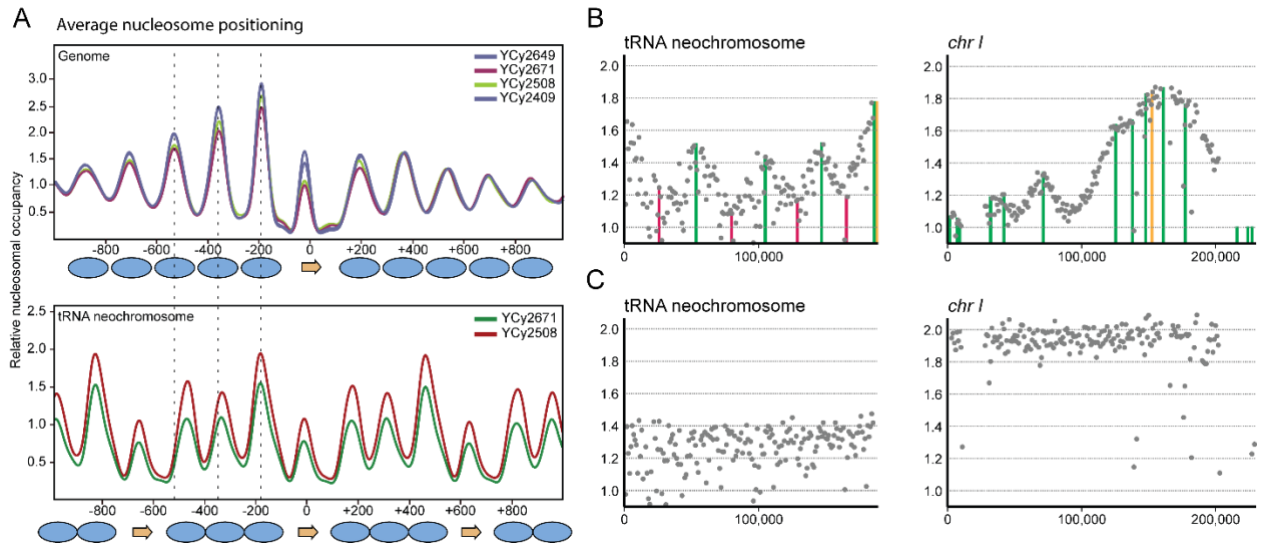 A
Average nucleosome positioning
Genome
YCy2649
YCy2671
YCy2508
YCy2409
3.0
2.5
2.0
1.5
1.0
0.5
-800 -600 -400 -200 0 +200 +400 +600 +800
Relative nucleosomal occupancy
tRNA neochromosome
YCy2671
YCy2508
2.5
2.0
1.5
1.0
0.5
-800 -600 -400 -200 0 +200 +400 +600 +800
B
tRNA neochromosome
2.0
1.8
1.6
1.4
1.2
1.0
0 100,000
chr I
2.0
1.8
1.6
1.4
1.2
1.0
0 100,000 200,000
C
tRNA neochromosome
2.0
1.8
1.6
1.4
1.2
1.0
0 100,000
chr I
2.0
1.8
1.6
1.4
1.2
1.0
0 100,000 200,000